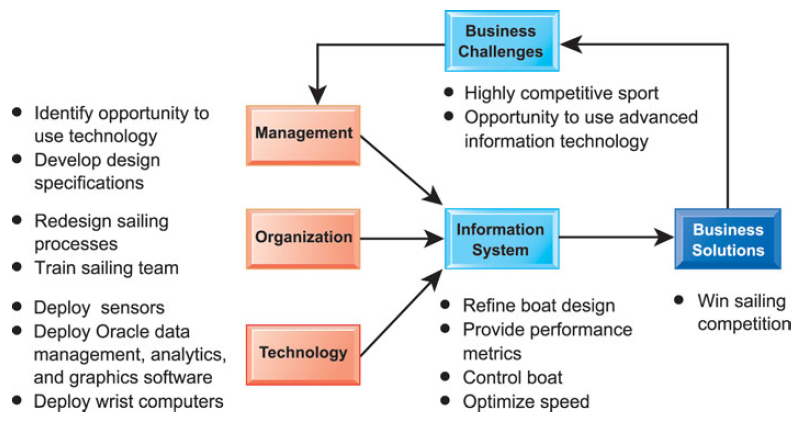 Business
Challenges
● Highly competitive sport
● Opportunity to use advanced
information technology
● Identify opportunity to
use technology
● Develop design
specifications
Management
● Redesign sailing
processes
● Train sailing team
Organization
● Deploy sensors
● Deploy Oracle data
management, analytics,
and graphics software
● Deploy wrist computers
Technology
Information
System
● Refine boat design
● Provide performance
metrics
● Control boat
● Optimize speed
Business
Solutions
● Win sailing
competition